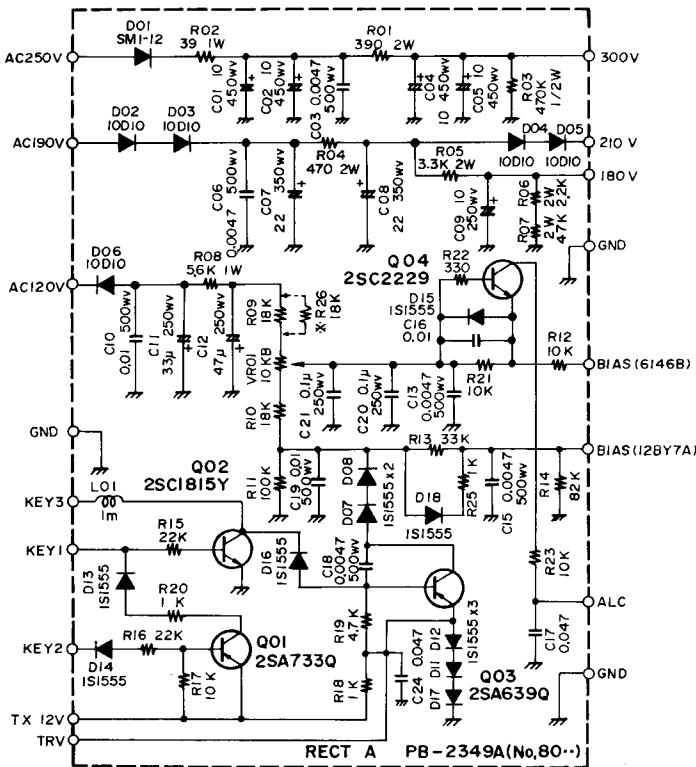 D01
SM1-12
R02
39 1W
R01
390 2W
AC250V
300V
C01 10
450WV
C02 10
450WV
C03 0.0047
500WV
C04 10
450WV
C05 10
450WV
R03
470K
1/2W
D02
10D10
D03
10D10
AC190V
R04
470 2W
D04
10D10
D05
10D10
210 V
R05
3.3K 2W
180V
C06
0.0047
500WV
C07
22 350WV
C08
22 350WV
C09 10
250WV
R06
2W 2.2K
R07
2W 47K
GND
D06
10D10
R08
5.6K 1W
AC120V
Q04
2SC2229
R22
330
D15
1S1555
C16
0.01
C10
0.01 500WV
C11
33μ 250WV
C12
47μ 250WV
R09
18K
※ R26
18K
VR01
10KB
R12
10K
BIAS(6146B)
R21
10K
C21 0.1μ
250WV
C20 0.1μ
250WV
C13
0.0047
500WV
R10
18K
GND
R13 33K
BIAS(12BY7A)
L01
1m
Q02
2SC1815Y
R11
100K
C19 0.01
500WV
D08
D07
1S1555 x2
D18
1S1555
R25
1K
C15 0.0047
500WV
R14
82K
KEY3
KEY1
R15
22K
D16
1S1555
C18
0.0047
500WV
R23
10K
D13
1S1555
R20
1 K
R19
4.7K
ALC
C17
0.047
KEY2
R16 22K
D14
1S1555
R17
10K
Q01
2SA733Q
R18
1K
C24 0.047
D12
D11
D17
1S1555 x3
Q03
2SA639Q
GND
TX 12V
TRV
RECT A PB-2349A(No,80··)